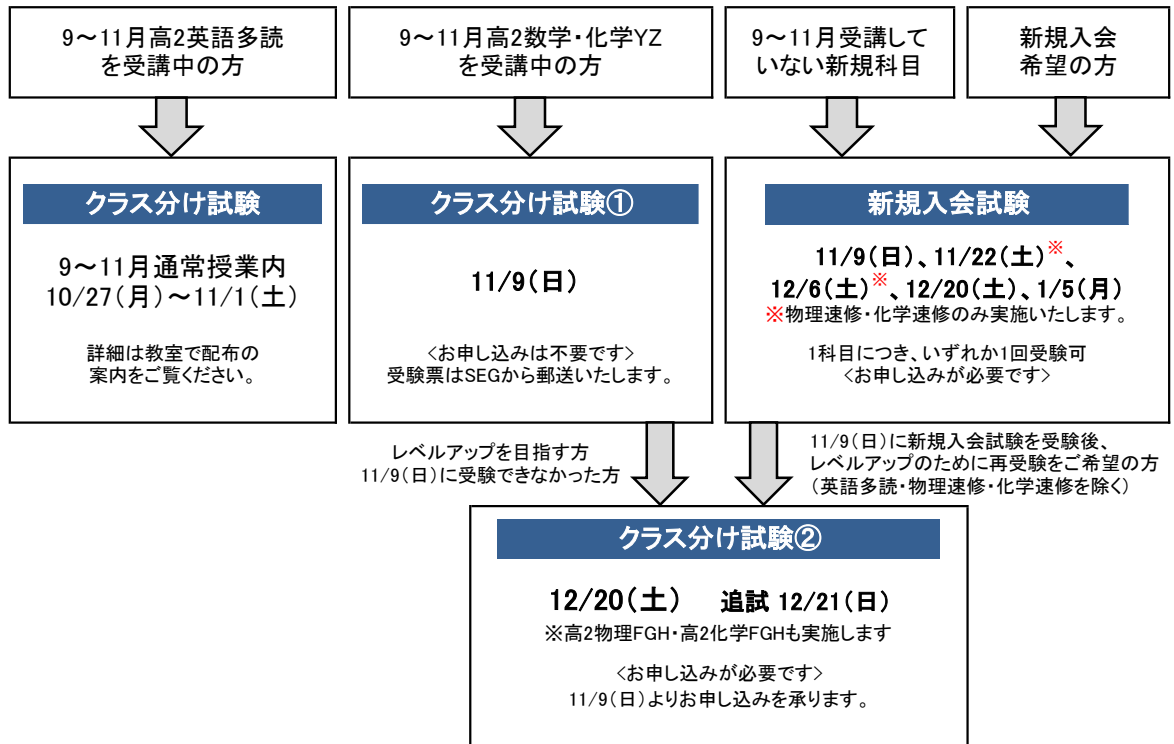 9～11月高2英語多読
を受講中の方
9～11月高2数学・化学YZ
を受講中の方
9～11月受講して
いない新規科目
新規入会
希望の方
クラス分け試験
9～11月通常授業内
10/27(月)～11/1(土)
詳細は教室で配布の
案内をご覧ください。
クラス分け試験①
11/9(日)
<お申し込みは不要です>
受験票はSEGから郵送いたします。
新規入会試験
11/9(日)、11/22(土)※、
12/6(土)※、12/20(土)、1/5(月)
※物理速修・化学速修のみ実施いたします。
1科目につき、いずれか1回受験可
<お申し込みが必要です>
レベルアップを目指す方
11/9(日)に受験できなかった方
11/9(日)に新規入会試験を受験後、
レベルアップのために再受験をご希望の方
(英語多読・物理速修・化学速修を除く)
クラス分け試験②
12/20(土) 追試 12/21(日)
※高2物理FGH・高2化学FGHも実施します
<お申し込みが必要です>
11/9(日)よりお申し込みを承ります。